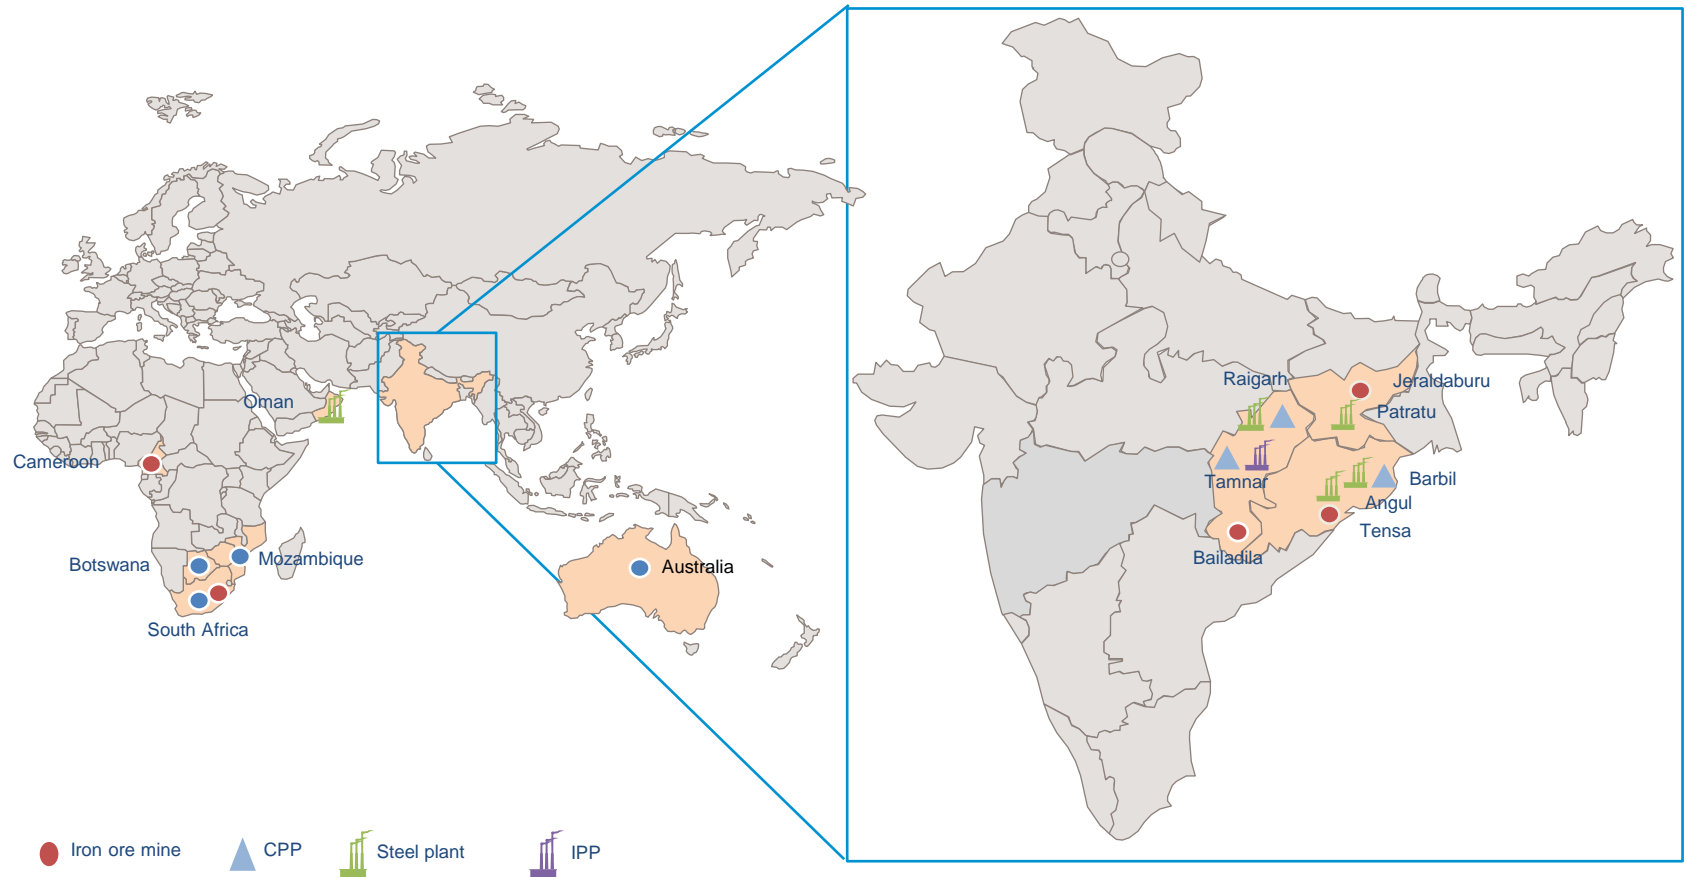 Oman
Cameroon
Botswana
Mozambique
South Africa
Australia
Raigarh
Jeraldaburu
Patratu
Tamnar
Barbil
Angul
Tensa
Bailadila
Iron ore mine
CPP
Steel plant
IPP